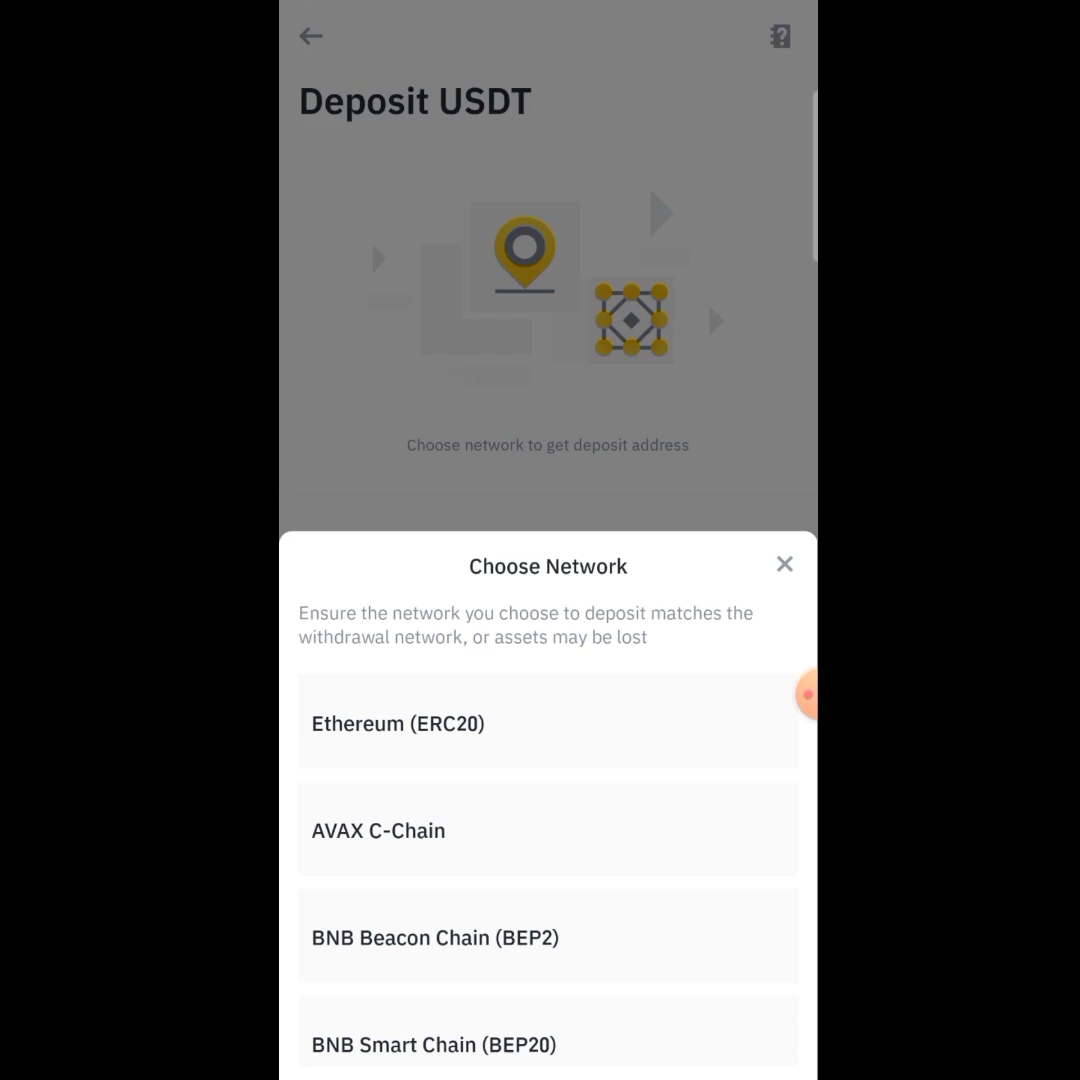 Deposit USDT
Choose network to get deposit address
Choose Network
Ensure the network you choose to deposit matches the
withdrawal network, or assets may be lost
Ethereum (ERC20)
AVAX C-Chain
BNB Beacon Chain (BEP2)
BNB Smart Chain (BEP20)